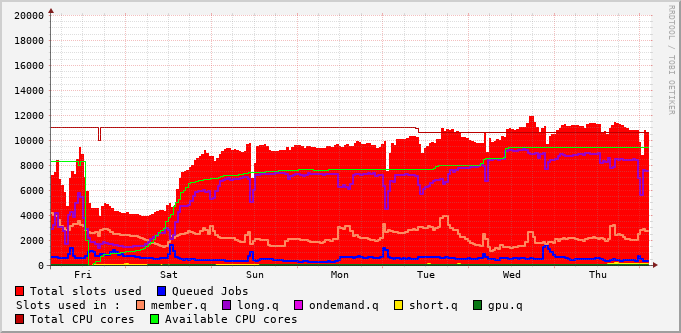 20000
18000
16000
14000
12000
10000
8000
6000
4000
2000
0
Fri Sat Sun Mon Tue Wed Thu
RRDTOOL / TOBI OETIKER
Total slots used Queued Jobs
Slots used in : member.q long.q ondemand.q short.q gpu.q
Total CPU cores Available CPU cores